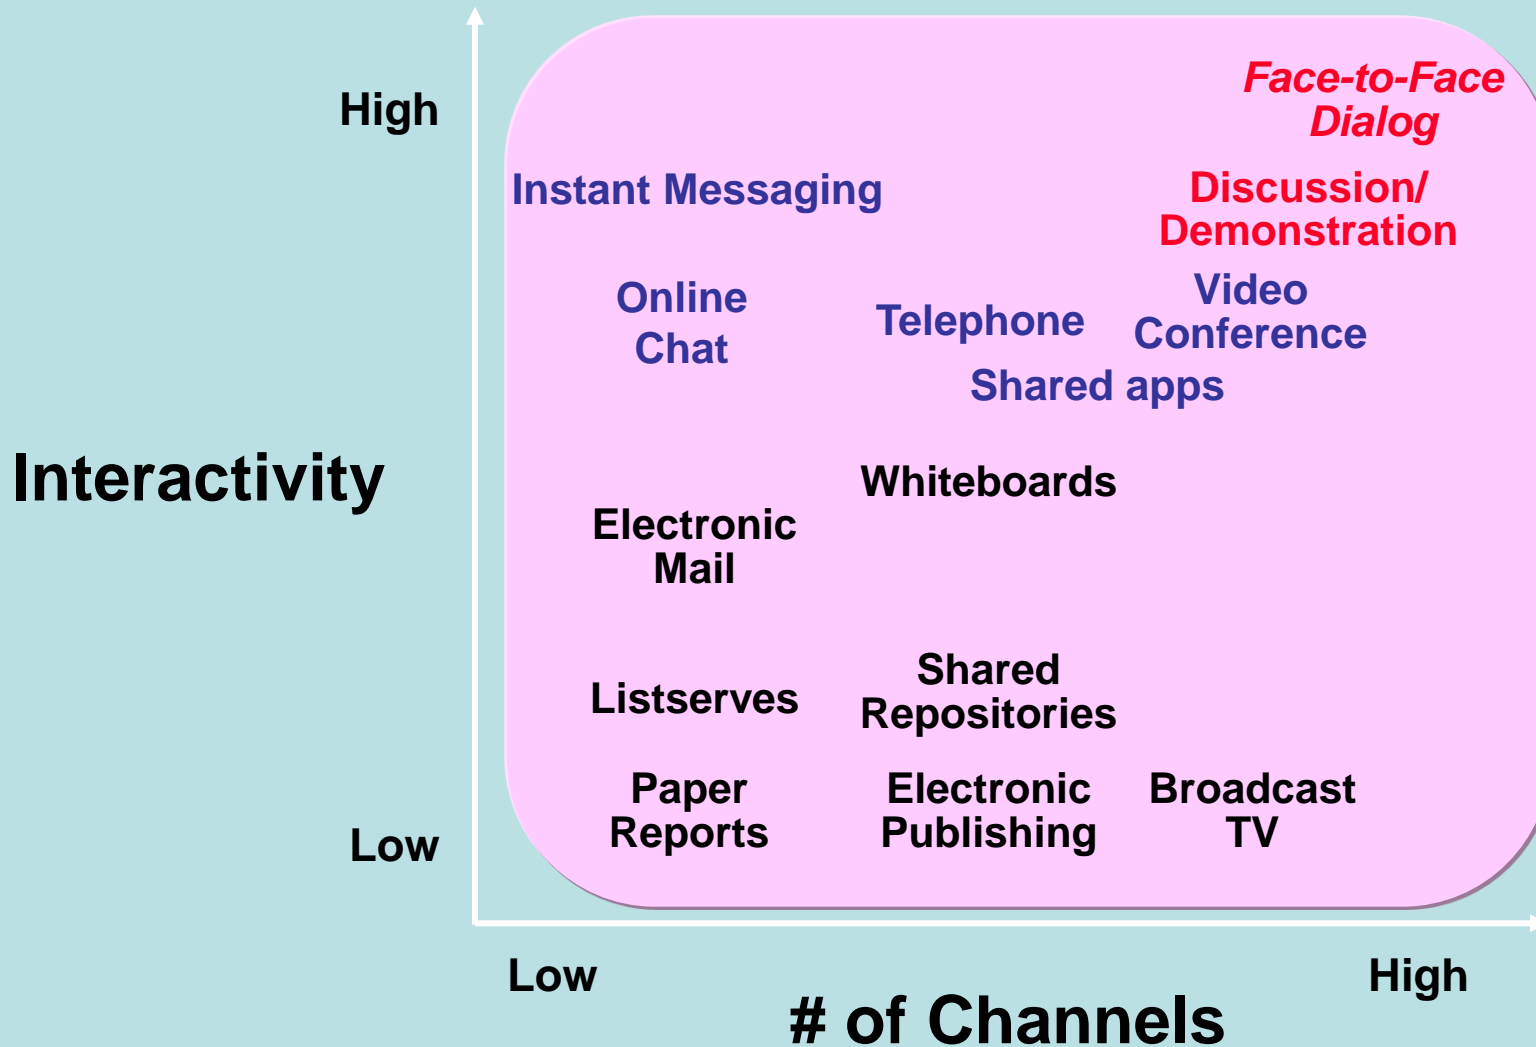 High
Face-to-Face
Dialog
Instant Messaging
Discussion/
Demonstration
Online
Chat
Telephone
Video
Conference
Shared apps
Interactivity
Whiteboards
Electronic
Mail
Listserves
Shared
Repositories
Paper
Reports
Electronic
Publishing
Broadcast
TV
Low
Low
High
# of Channels